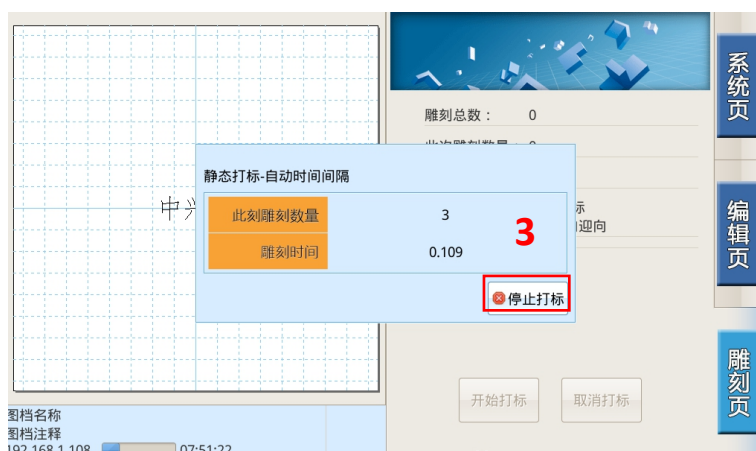 系统页
雕刻总数： 0
静态打标-自动时间间隔
此刻雕刻数量 3
雕刻时间 0.109
3
停止打标
中兴
标
迎向
编辑页
开始打标 取消打标
雕刻页
图档名称
图档注释
192.168.1.108 07:51:22